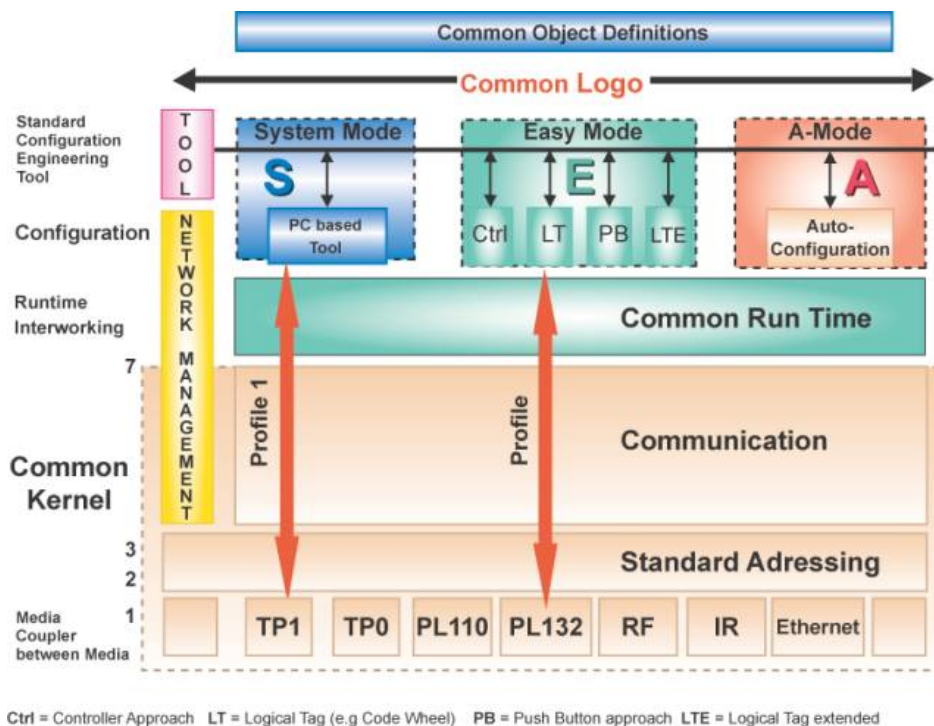 Common Object Definitions
Common Logo
Standard
Configuration
Engineering
Tool
TOOL
System Mode
Easy Mode
A-Mode
S
E
A
Configuration
PC based
Tool
Ctrl
LT
PB
LTE
Auto-
Configuration
NETWORK MANAGEMENT
Runtime
Interworking
Common Run Time
7
Profile 1
Profile
Communication
Common
Kernel
3
2
Standard Adressing
1
Media
Coupler
between Media
TP1
TP0
PL110
PL132
RF
IR
Ethernet
Ctrl = Controller Approach LT = Logical Tag (e.g Code Wheel) PB = Push Button approach LTE = Logical Tag extended